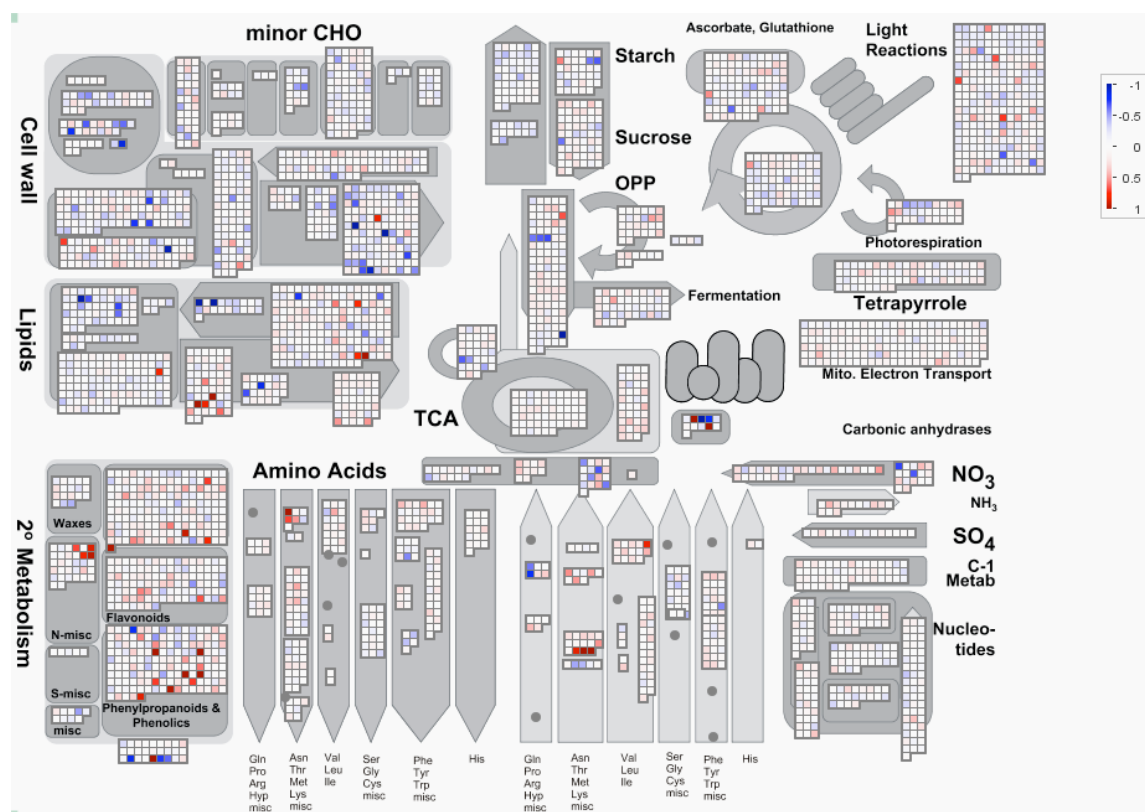 minor CHO
Cell wall
Lipids
Starch
Sucrose
OPP
Fermentation
TCA
Ascorbate, Glutathione
Light
Reactions
-1
-0.5
0
0.5
1
Photorespiration
Tetrapyrrole
Mito. Electron Transport
Carbonic anhydrases
2º Metabolism
Waxes
N-misc
S-misc
misc
Flavonoids
Phenylpropanoids &
Phenolics
Amino Acids
Gln
Pro
Arg
Hyp
misc
Asn
Thr
Met
Lys
misc
Val
Leu
Ile
Ser
Gly
Cys
misc
Phe
Tyr
Trp
misc
His
Gln
Pro
Arg
Hyp
misc
Asn
Thr
Met
Lys
misc
Val
Leu
Ile
Ser
Gly
Cys
misc
Phe
Tyr
Trp
misc
His
NO3
NH3
SO4
C-1
Metab
Nucleo-
tides